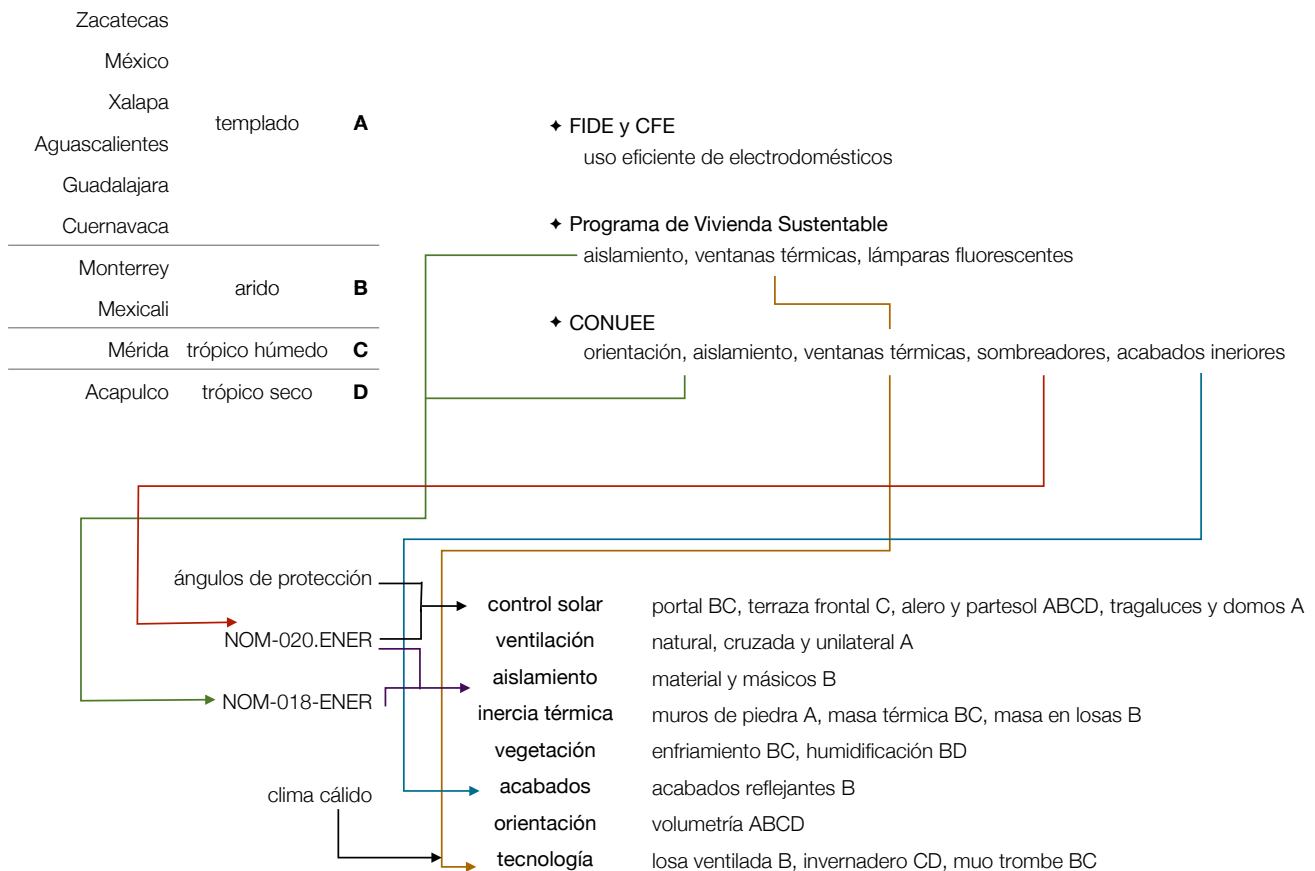 Zacatecas
México
Xalapa
templado A
Aguascalientes
Guadalajara
Cuernavaca
Monterrey
arido B
Mexicali
Mérida trópico húmedo C
Acapulco trópico seco D
✦ FIDE y CFE
uso eficiente de electrodomésticos
✦ Programa de Vivienda Sustentable
aislamiento, ventanas térmicas, lámparas fluorescentes
✦ CONUEE
orientación, aislamiento, ventanas térmicas, sombreadores, acabados ineriores
ángulos de protección
NOM-020.ENER
NOM-018-ENER
clima cálido
control solar portal BC, terraza frontal C, alero y partesol ABCD, tragaluces y domos A
ventilación natural, cruzada y unilateral A
aislamiento material y másicos B
inercia térmica muros de piedra A, masa térmica BC, masa en losas B
vegetación enfriamiento BC, humidificación BD
acabados acabados reflejantes B
orientación volumetría ABCD
tecnología losa ventilada B, invernadero CD, muo trombe BC